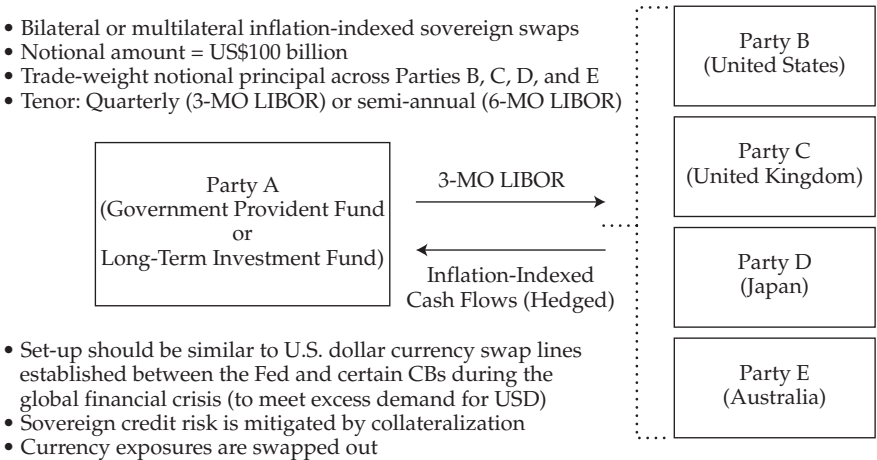 • Bilateral or multilateral inflation-indexed sovereign swaps
• Notional amount = US$100 billion
• Trade-weight notional principal across Parties B, C, D, and E
• Tenor: Quarterly (3-MO LIBOR) or semi-annual (6-MO LIBOR)
Party A
(Government Provident Fund
or
Long-Term Investment Fund)
3-MO LIBOR
Inflation-Indexed
Cash Flows (Hedged)
Party B
(United States)
Party C
(United Kingdom)
Party D
(Japan)
Party E
(Australia)
• Set-up should be similar to U.S. dollar currency swap lines
established between the Fed and certain CBs during the
global financial crisis (to meet excess demand for USD)
• Sovereign credit risk is mitigated by collateralization
• Currency exposures are swapped out